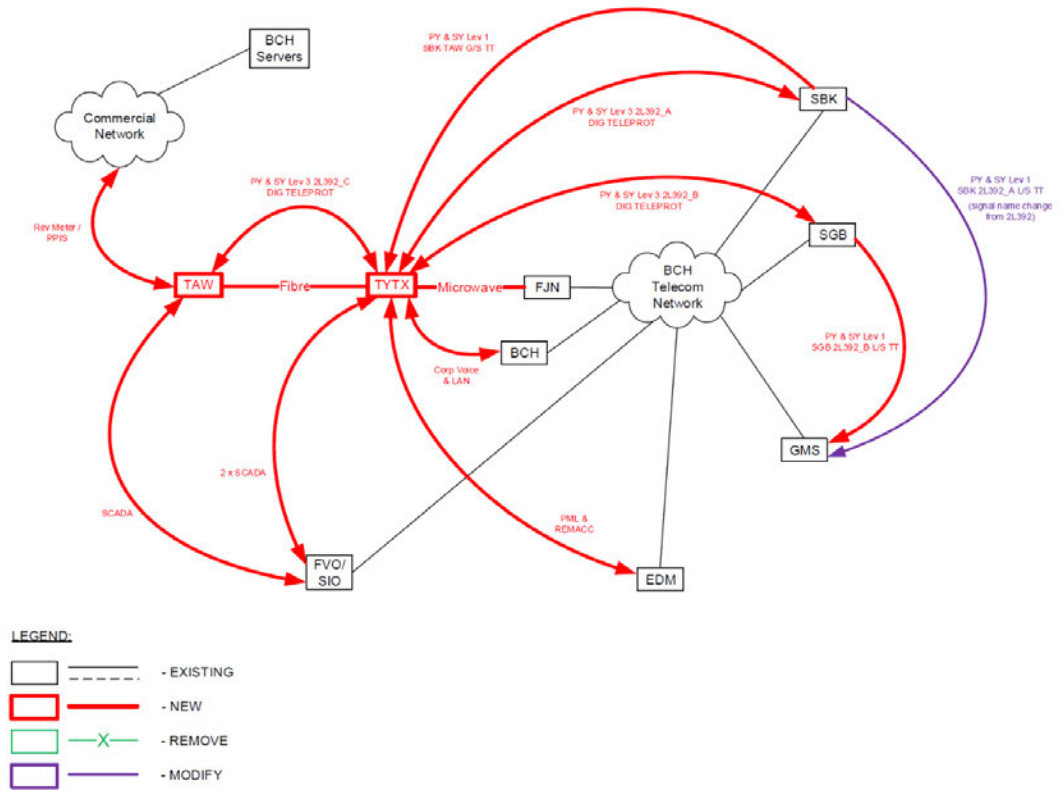 PY & SY Lev 1
SBK TAW G/S TT
BCH
Servers
SBK
Commercial
Network
PY & SY Lev 3 2L392_A
DIG TELEPROT
PY & SY Lev 3 2L392_C
DIG TELEPROT
PY & SY Lev 3 2L392_B
DIG TELEPROT
PY & SY Lev 1
SBK 2L392_A L/S TT
(signal name change
from 2L392)
Rev Meter /
PPIS
SGB
BCH
Telecom
Network
TAW
Fibre
TYTX
Microwave
FJN
BCH
PY & SY Lev 1
SGB 2L392_B L/S TT
Corp Voice
& LAN
GMS
2 x SCADA
SCADA
PML &
REMACC
FVO/
SIO
EDM
LEGEND:
- EXISTING
- NEW
X
- REMOVE
- MODIFY